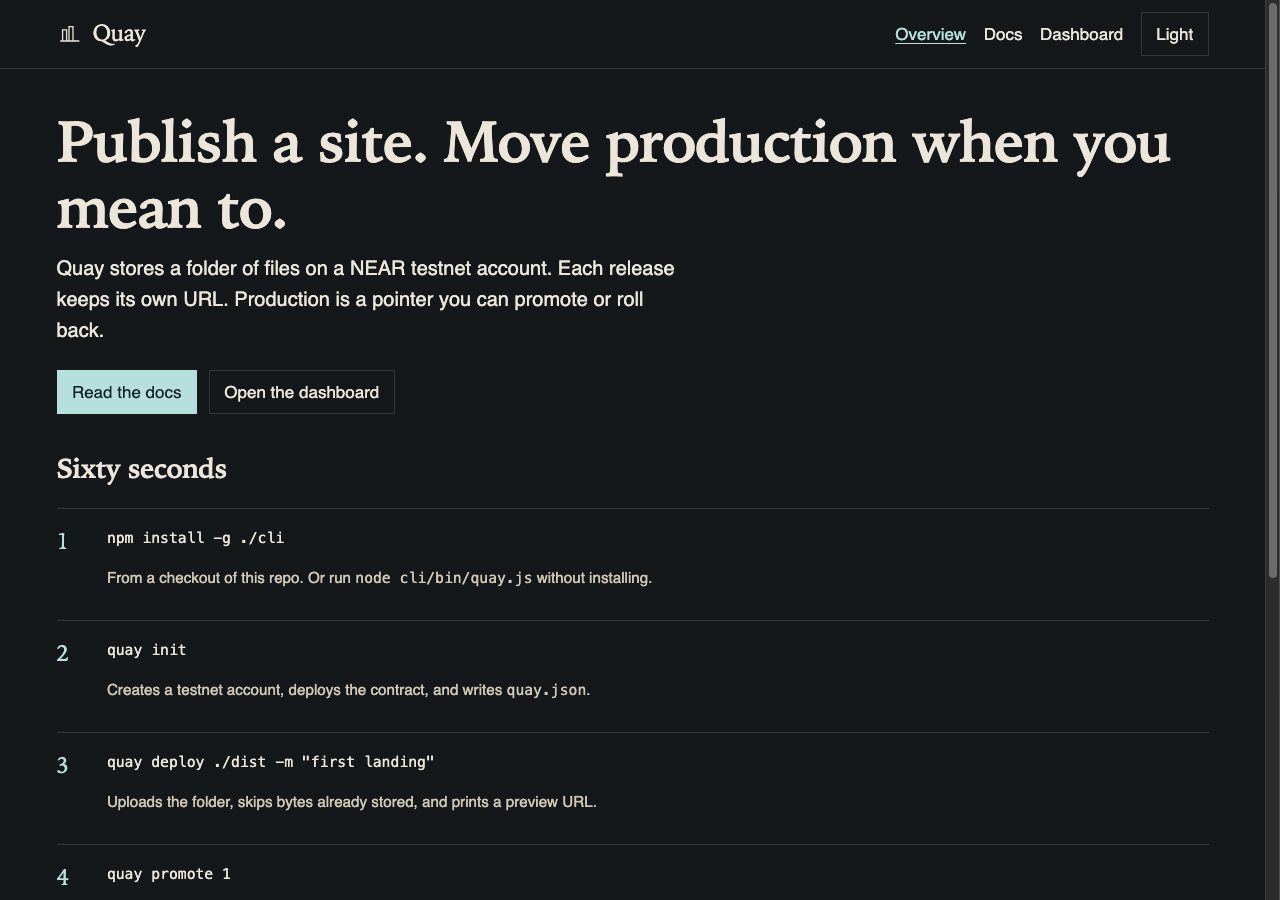 Quay
Overview Docs Dashboard Light
Publish a site. Move production when you
mean to.
Quay stores a folder of files on a NEAR testnet account. Each release
keeps its own URL. Production is a pointer you can promote or roll
back.
Read the docs Open the dashboard
Sixty seconds
1 npm install -g ./cli
From a checkout of this repo. Or run node cli/bin/quay.js without installing.
2 quay init
Creates a testnet account, deploys the contract, and writes quay.json.
3 quay deploy ./dist -m "first landing"
Uploads the folder, skips bytes already stored, and prints a preview URL.
4 quay promote 1